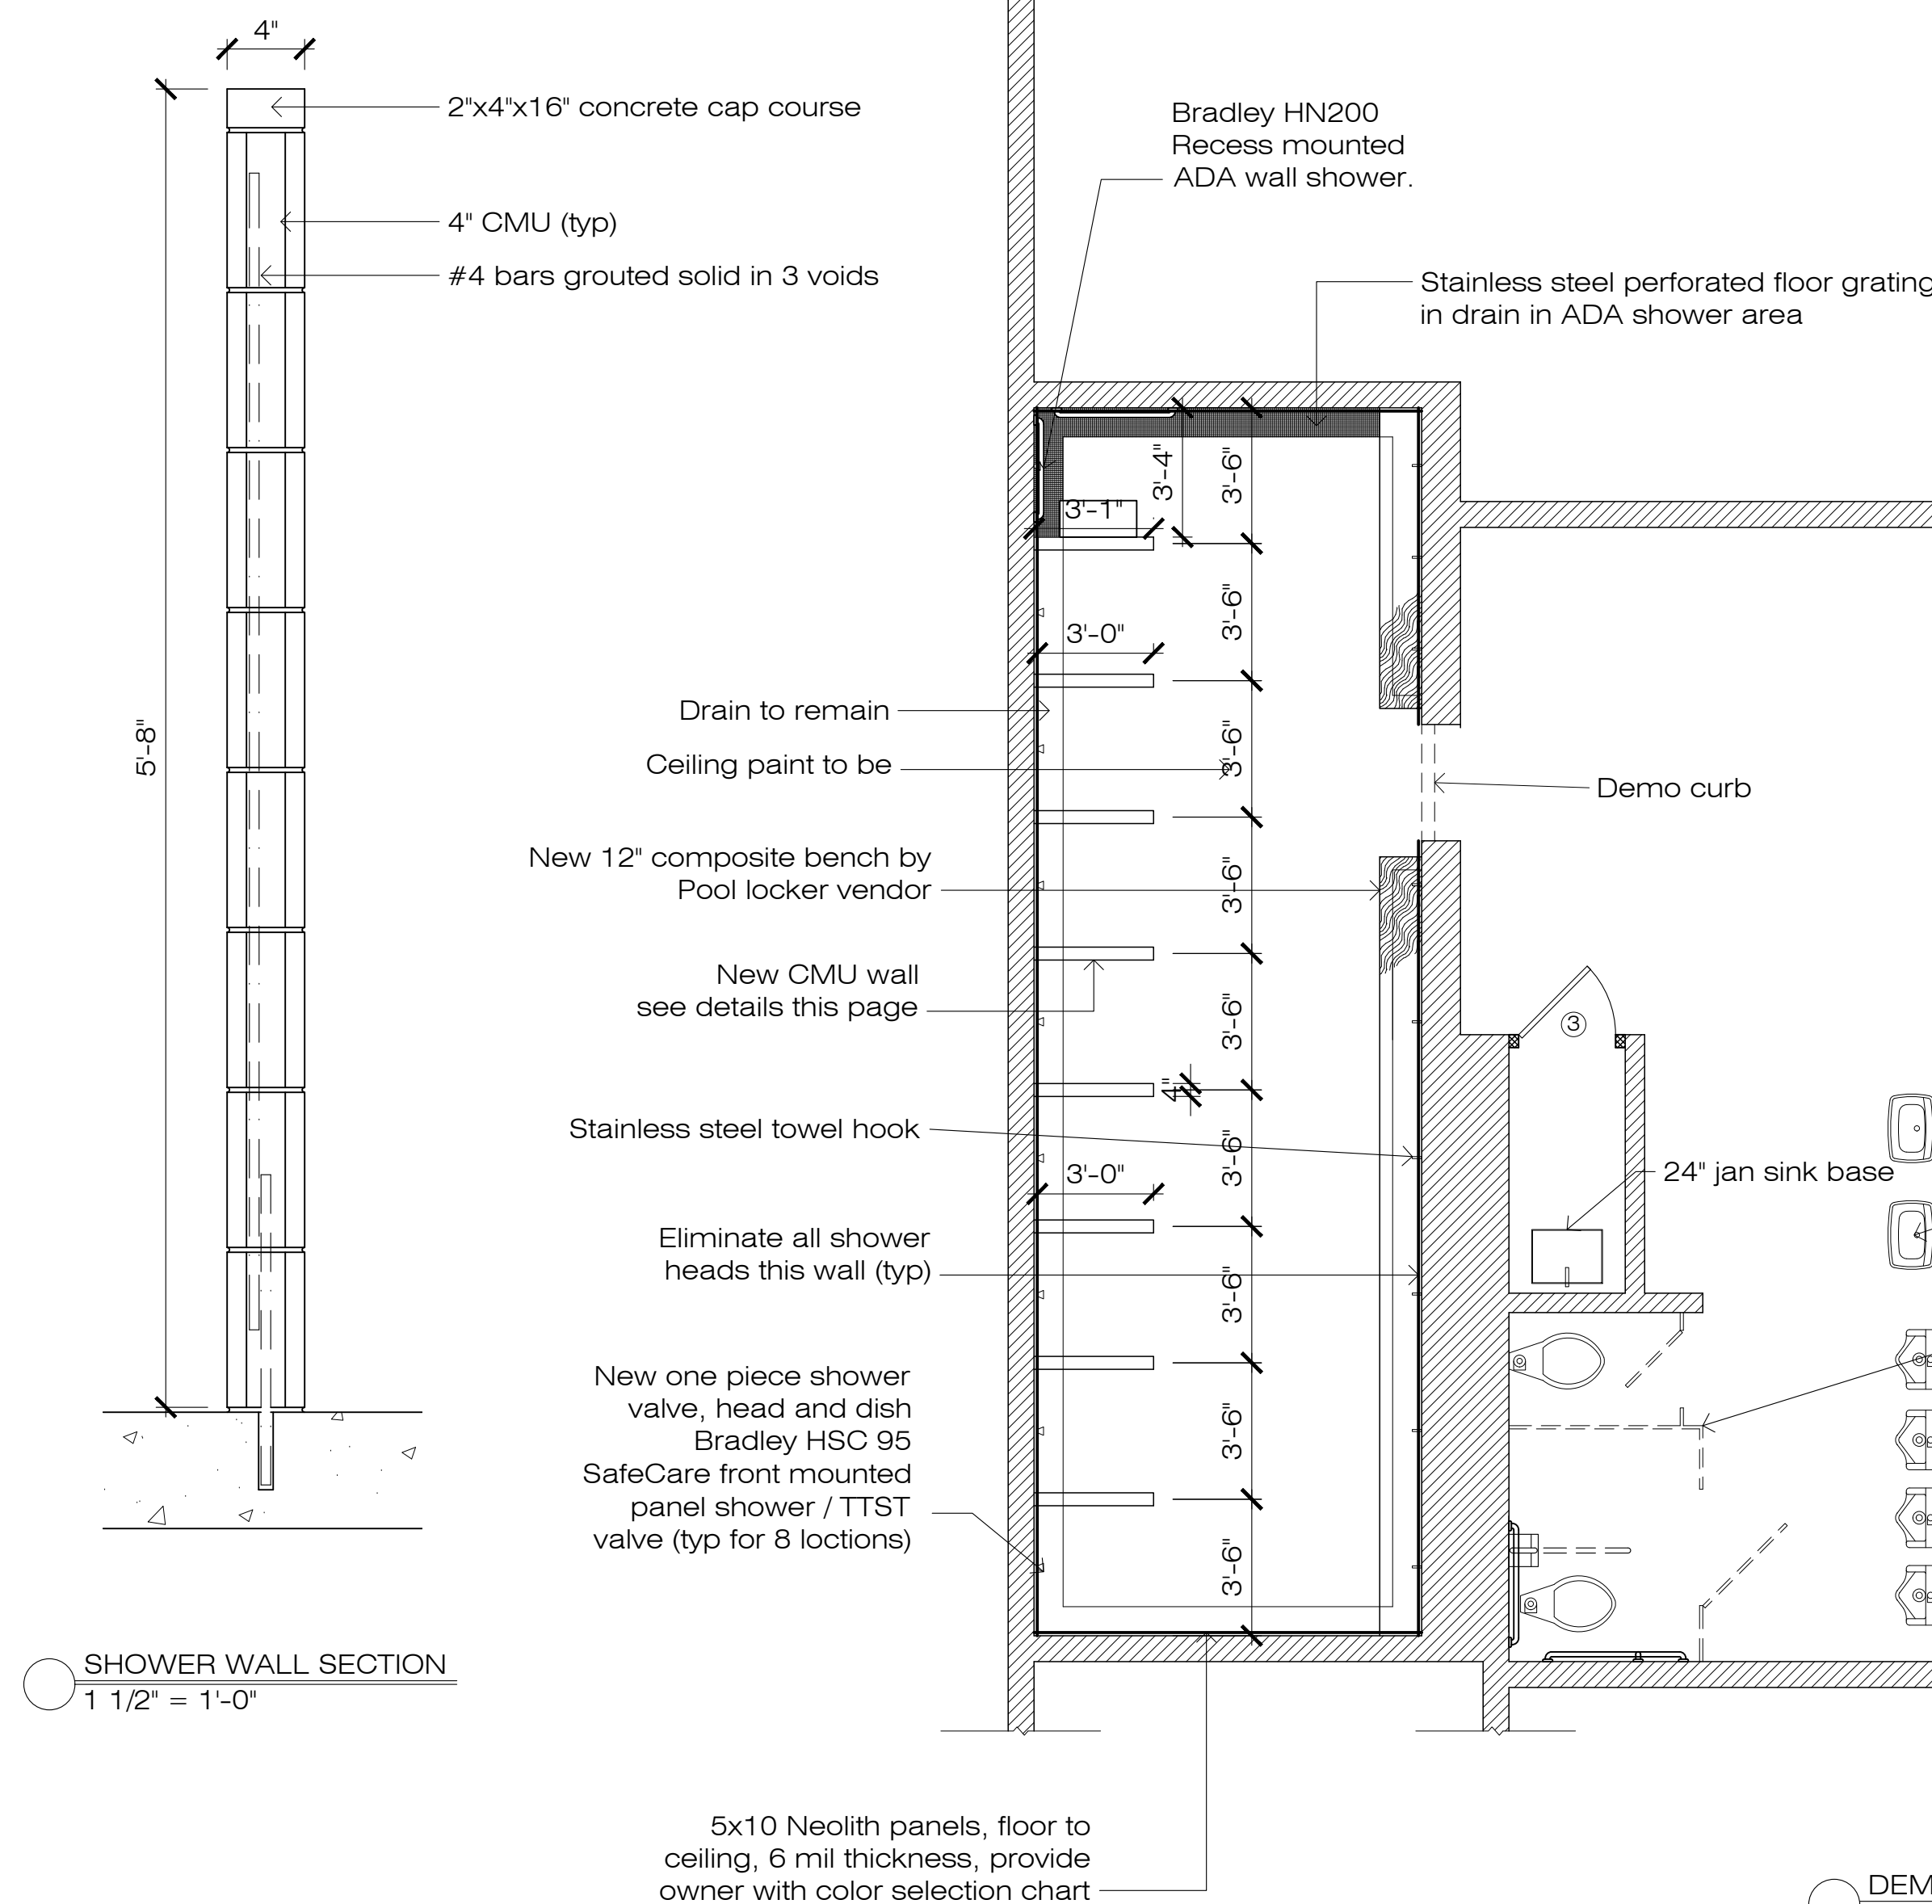 4"
2"x4"x16" concrete cap course
4" CMU (typ)
#4 bars grouted solid in 3 voids
5'-8"
SHOWER WALL SECTION
1 1/2" = 1'-0"
Bradley HN200
Recess mounted
ADA wall shower.
Stainless steel perforated floor grating
in drain in ADA shower area
3'-4"
3'-6"
3'-1"
3'-6"
3'-0"
Drain to remain
3'-6"
Ceiling paint to be
Demo curb
New 12" composite bench by
Pool locker vendor
3'-6"
New CMU wall
see details this page
3'-6"
3
4"
Stainless steel towel hook
3'-6"
3'-0"
24" jan sink base
Eliminate all shower
heads this wall (typ)
3'-6"
New one piece shower
valve, head and dish
Bradley HSC 95
SafeCare front mounted
panel shower / TTST
valve (typ for 8 loctions)
3'-6"
3'-6"
5x10 Neolith panels, floor to
ceiling, 6 mil thickness, provide
owner with color selection chart
DEM